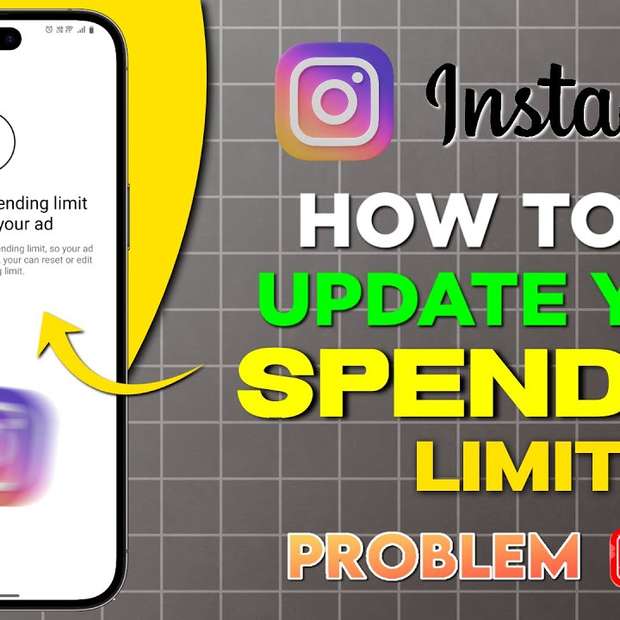 ending limit
your ad
ending limit, so your ad
, your can reset or edit
g limit.
Insta
HOW TO
UPDATE Y
SPEND
LIMIT
PROBLEM